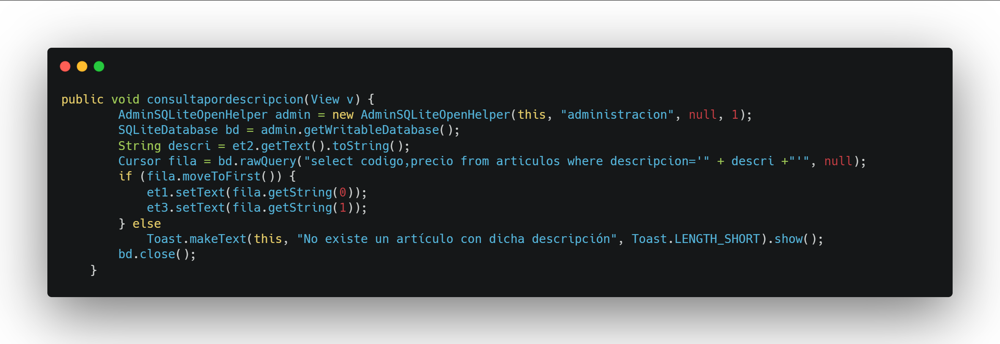 public void consultapordescripcion(View v) {
        AdminSQLiteOpenHelper admin = new AdminSQLiteOpenHelper(this, "administracion", null, 1);
        SQLiteDatabase bd = admin.getWritableDatabase();
        String descri = et2.getText().toString();
        Cursor fila = bd.rawQuery("select codigo,precio from articulos where descripcion='" + descri +"'", null);
        if (fila.moveToFirst()) {
            et1.setText(fila.getString(0));
            et3.setText(fila.getString(1));
        } else
            Toast.makeText(this, "No existe un artículo con dicha descripción", Toast.LENGTH_SHORT).show();
        bd.close();
    }